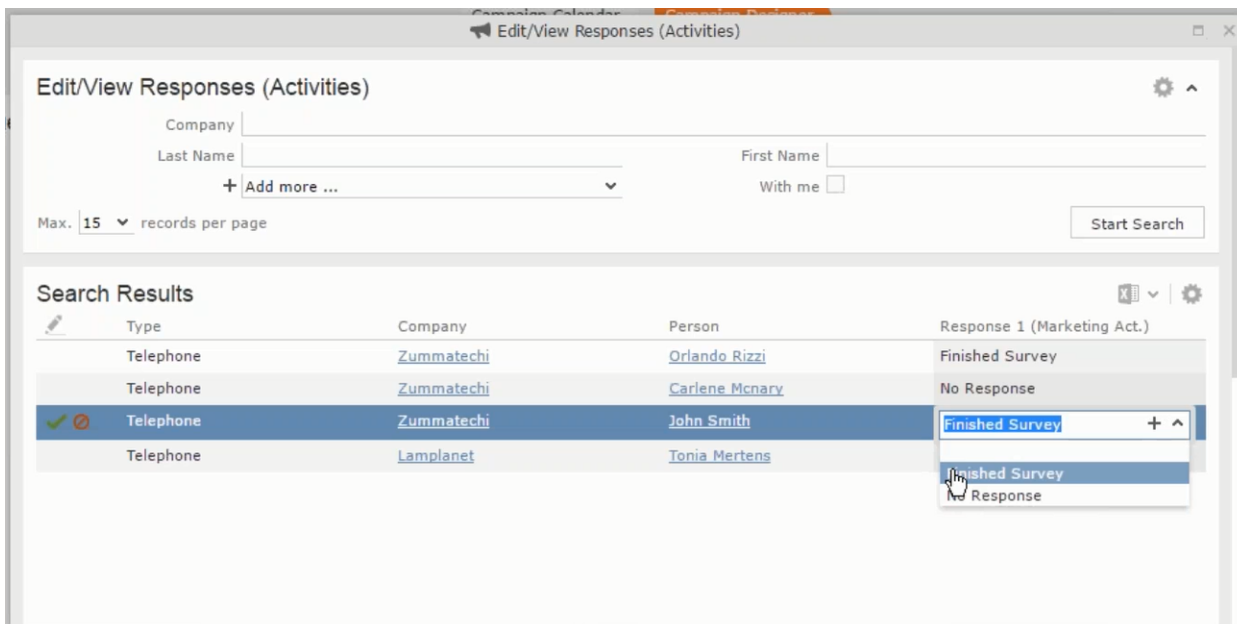 Campaign Calendar Campaign Designer
Edit/View Responses (Activities)
Edit/View Responses (Activities)
Company
Last Name First Name
+ Add more ... With me
Max. 15 records per page Start Search
Search Results
Type Company Person Response 1 (Marketing Act.)
Telephone Zummatechi Orlando Rizzi Finished Survey
Telephone Zummatechi Carlene Mcnary No Response
Telephone Zummatechi John Smith Finished Survey +
Telephone Lamplanet Tonia Mertens
Finished Survey
No Response